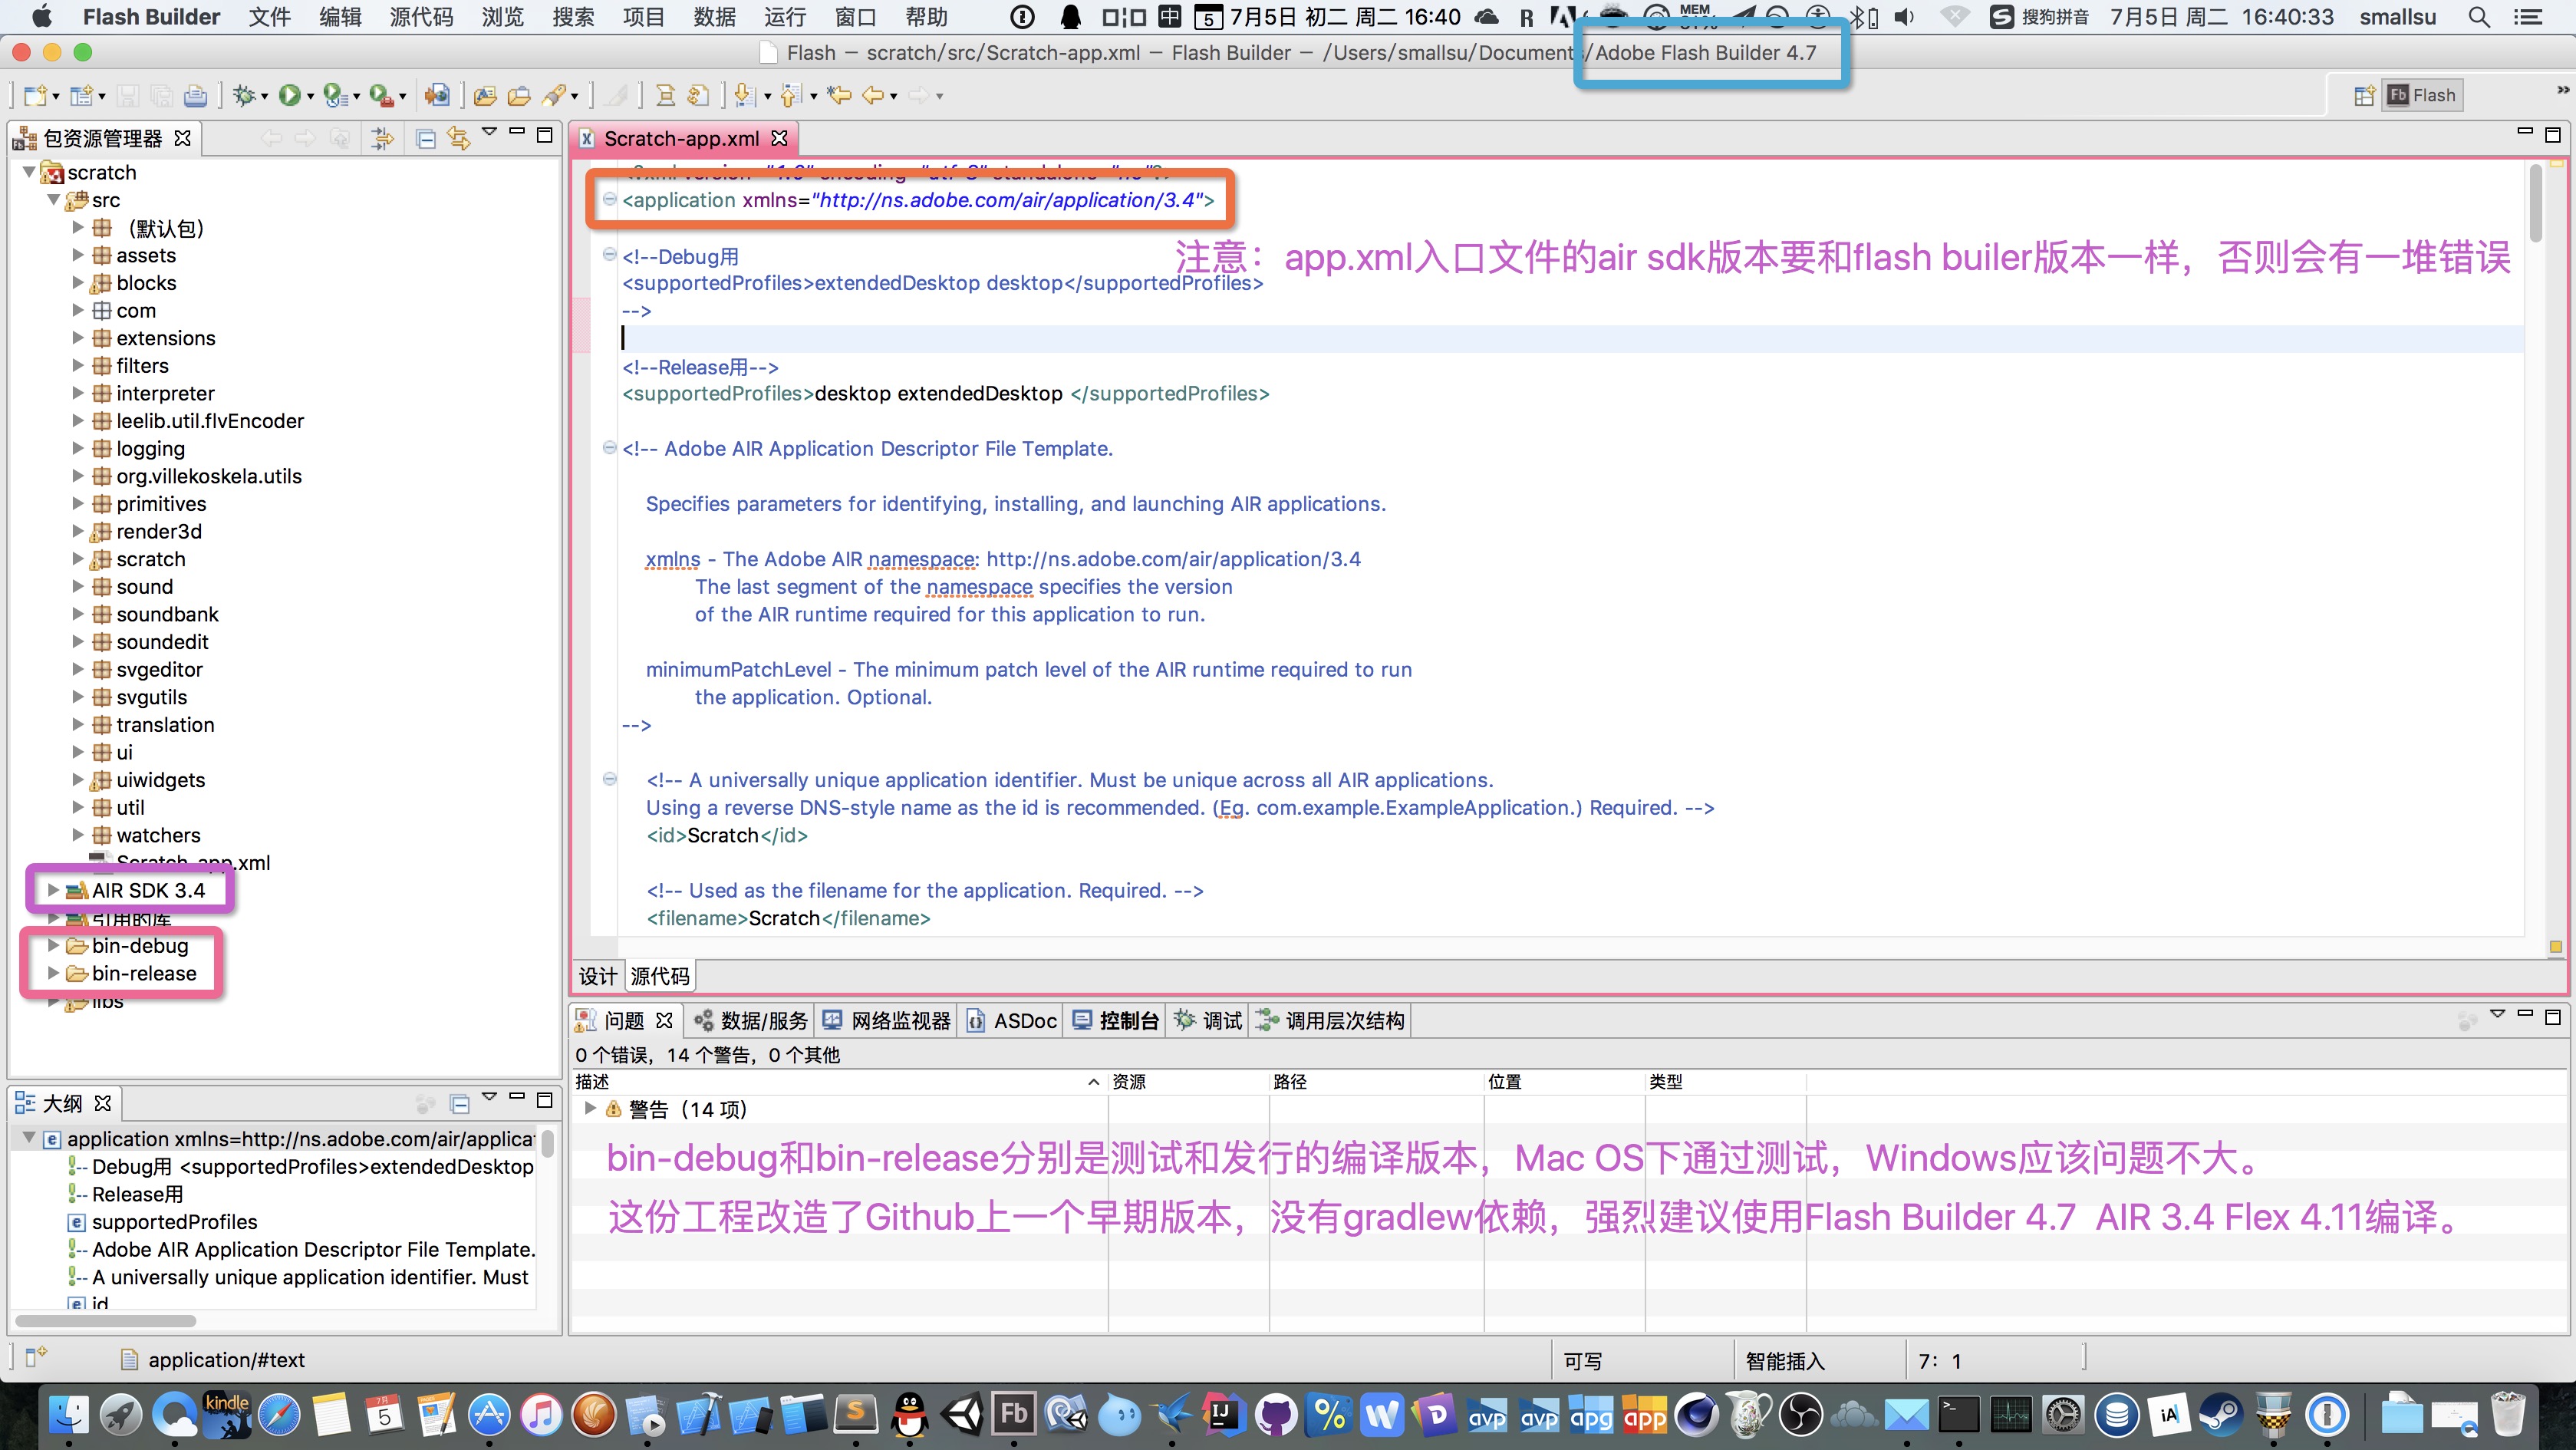 Flash Builder 文件 编辑 源代码 浏览 搜索 项目 数据 运行 窗口 帮助
中 5 7月5日 初二 周二 16:40 R MEM 搜狗拼音 7月5日 周二 16:40:33 smallsu
Flash — scratch/src/Scratch-app.xml — Flash Builder — /Users/smallsu/Documents/Adobe Flash Builder 4.7
Fb Flash
包资源管理器
scratch
src
（默认包）
assets
blocks
com
extensions
filters
interpreter
leelib.util.flvEncoder
logging
org.villekoskela.utils
primitives
render3d
scratch
sound
soundbank
soundedit
svgeditor
svgutils
translation
ui
uiwidgets
util
watchers
Scratch-app.xml
AIR SDK 3.4
引用的库
bin-debug
bin-release
libs
Scratch-app.xml
<?xml version="1.0" encoding="utf-8" standalone="no"?>
<application xmlns="http://ns.adobe.com/air/application/3.4">
注意：app.xml入口文件的air sdk版本要和flash builer版本一样，否则会有一堆错误
<!--Debug用
<supportedProfiles>extendedDesktop desktop</supportedProfiles>
-->
<!--Release用-->
<supportedProfiles>desktop extendedDesktop </supportedProfiles>
<!-- Adobe AIR Application Descriptor File Template.
Specifies parameters for identifying, installing, and launching AIR applications.
xmlns - The Adobe AIR namespace: http://ns.adobe.com/air/application/3.4
The last segment of the namespace specifies the version
of the AIR runtime required for this application to run.
minimumPatchLevel - The minimum patch level of the AIR runtime required to run
the application. Optional.
-->
<!-- A universally unique application identifier. Must be unique across all AIR applications.
Using a reverse DNS-style name as the id is recommended. (Eg. com.example.ExampleApplication.) Required. -->
<id>Scratch</id>
<!-- Used as the filename for the application. Required. -->
<filename>Scratch</filename>
设计 源代码
问题 数据/服务 网络监视器 ASDoc 控制台 调试 调用层次结构
0 个错误，14 个警告，0 个其他
描述 资源 路径 位置 类型
警告（14 项）
bin-debug和bin-release分别是测试和发行的编译版本，Mac OS下通过测试，Windows应该问题不大。
这份工程改造了Github上一个早期版本，没有gradlew依赖，强烈建议使用Flash Builder 4.7 AIR 3.4 Flex 4.11编译。
大纲
application xmlns=http://ns.adobe.com/air/applica
Debug用 <supportedProfiles>extendedDesktop
Release用
supportedProfiles
Adobe AIR Application Descriptor File Template.
A universally unique application identifier. Must
id
application/#text 可写 智能插入 7：1
kindle 7月 5 S Fb IJ % W D avp avp apg app iA